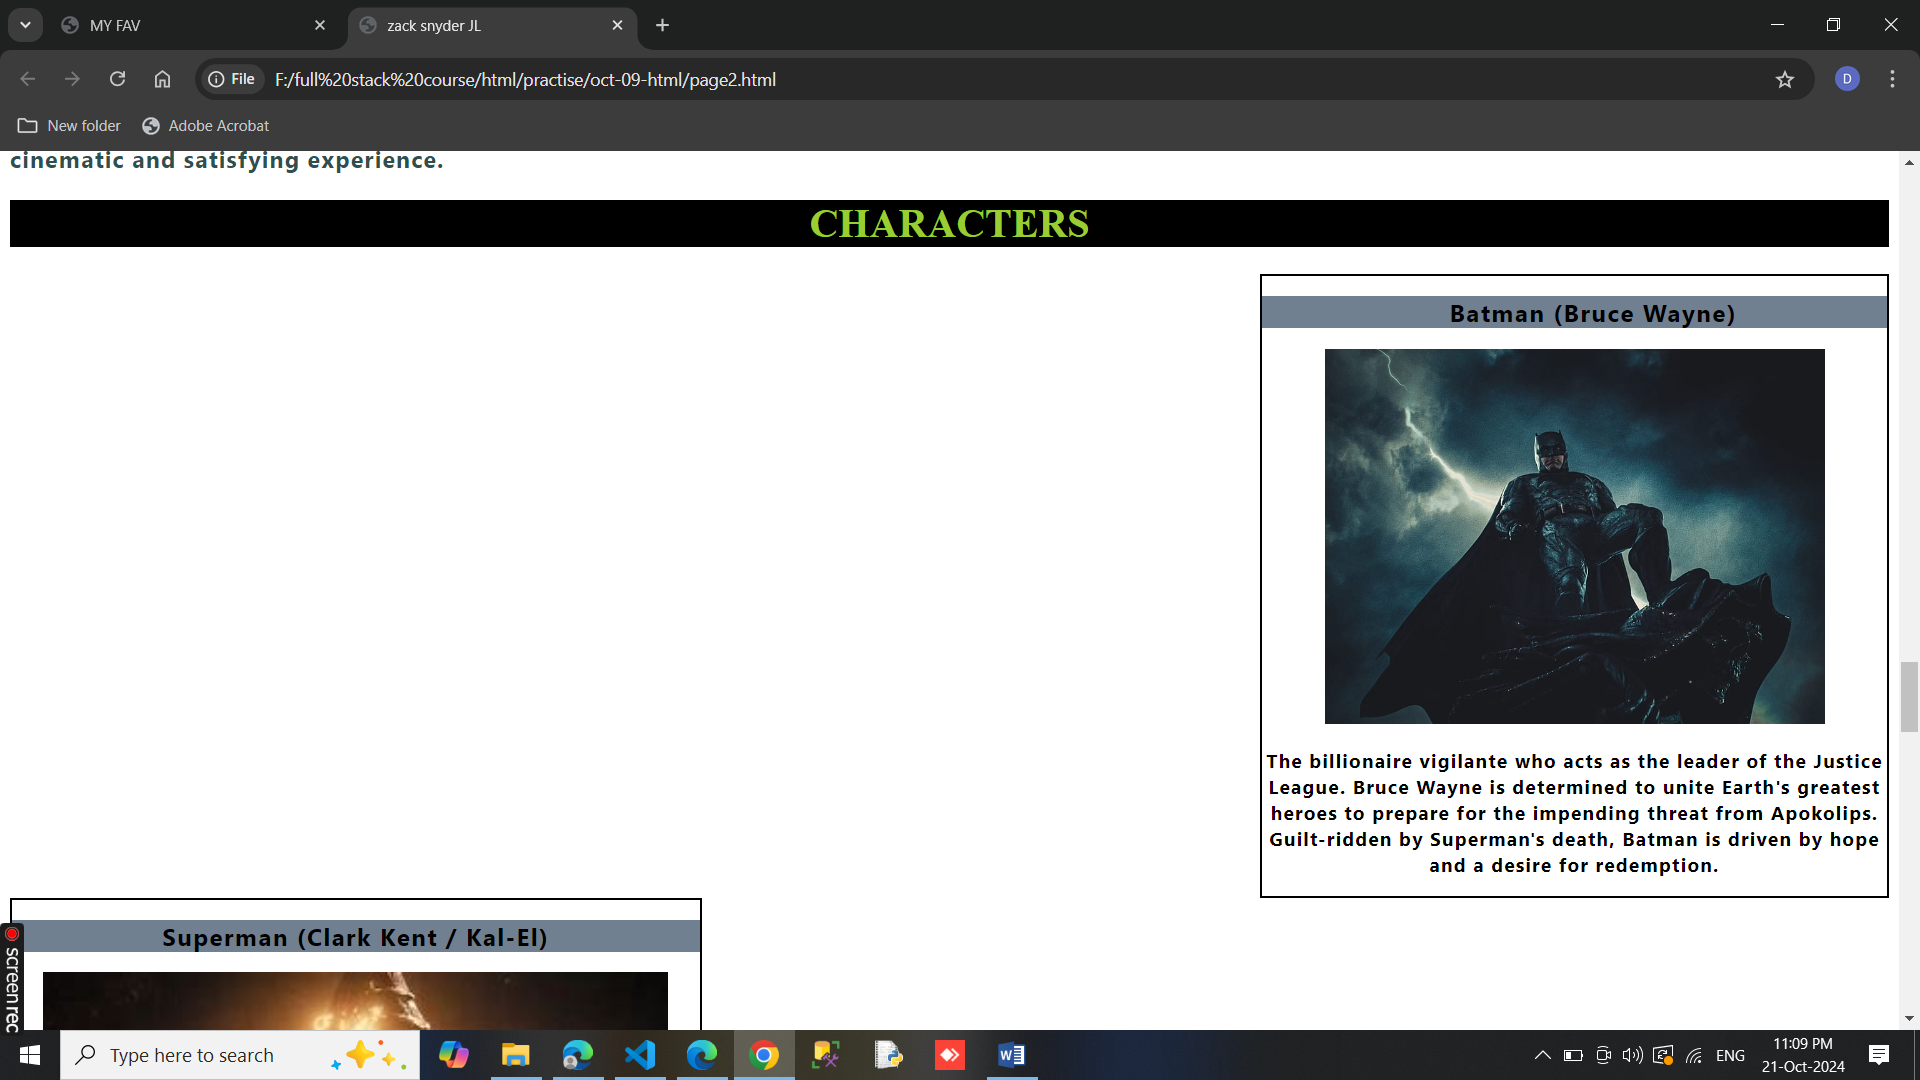 MY FAV
zack snyder JL
File
F:/full%20stack%20course/html/practise/oct-09-html/page2.html
D
New folder
Adobe Acrobat
cinematic and satisfying experience.
CHARACTERS
Batman (Bruce Wayne)
The billionaire vigilante who acts as the leader of the Justice
League. Bruce Wayne is determined to unite Earth's greatest
heroes to prepare for the impending threat from Apokolips.
Guilt-ridden by Superman's death, Batman is driven by hope
and a desire for redemption.
Superman (Clark Kent / Kal-El)
screenrec
Type here to search
ENG
11:09 PM
21-Oct-2024